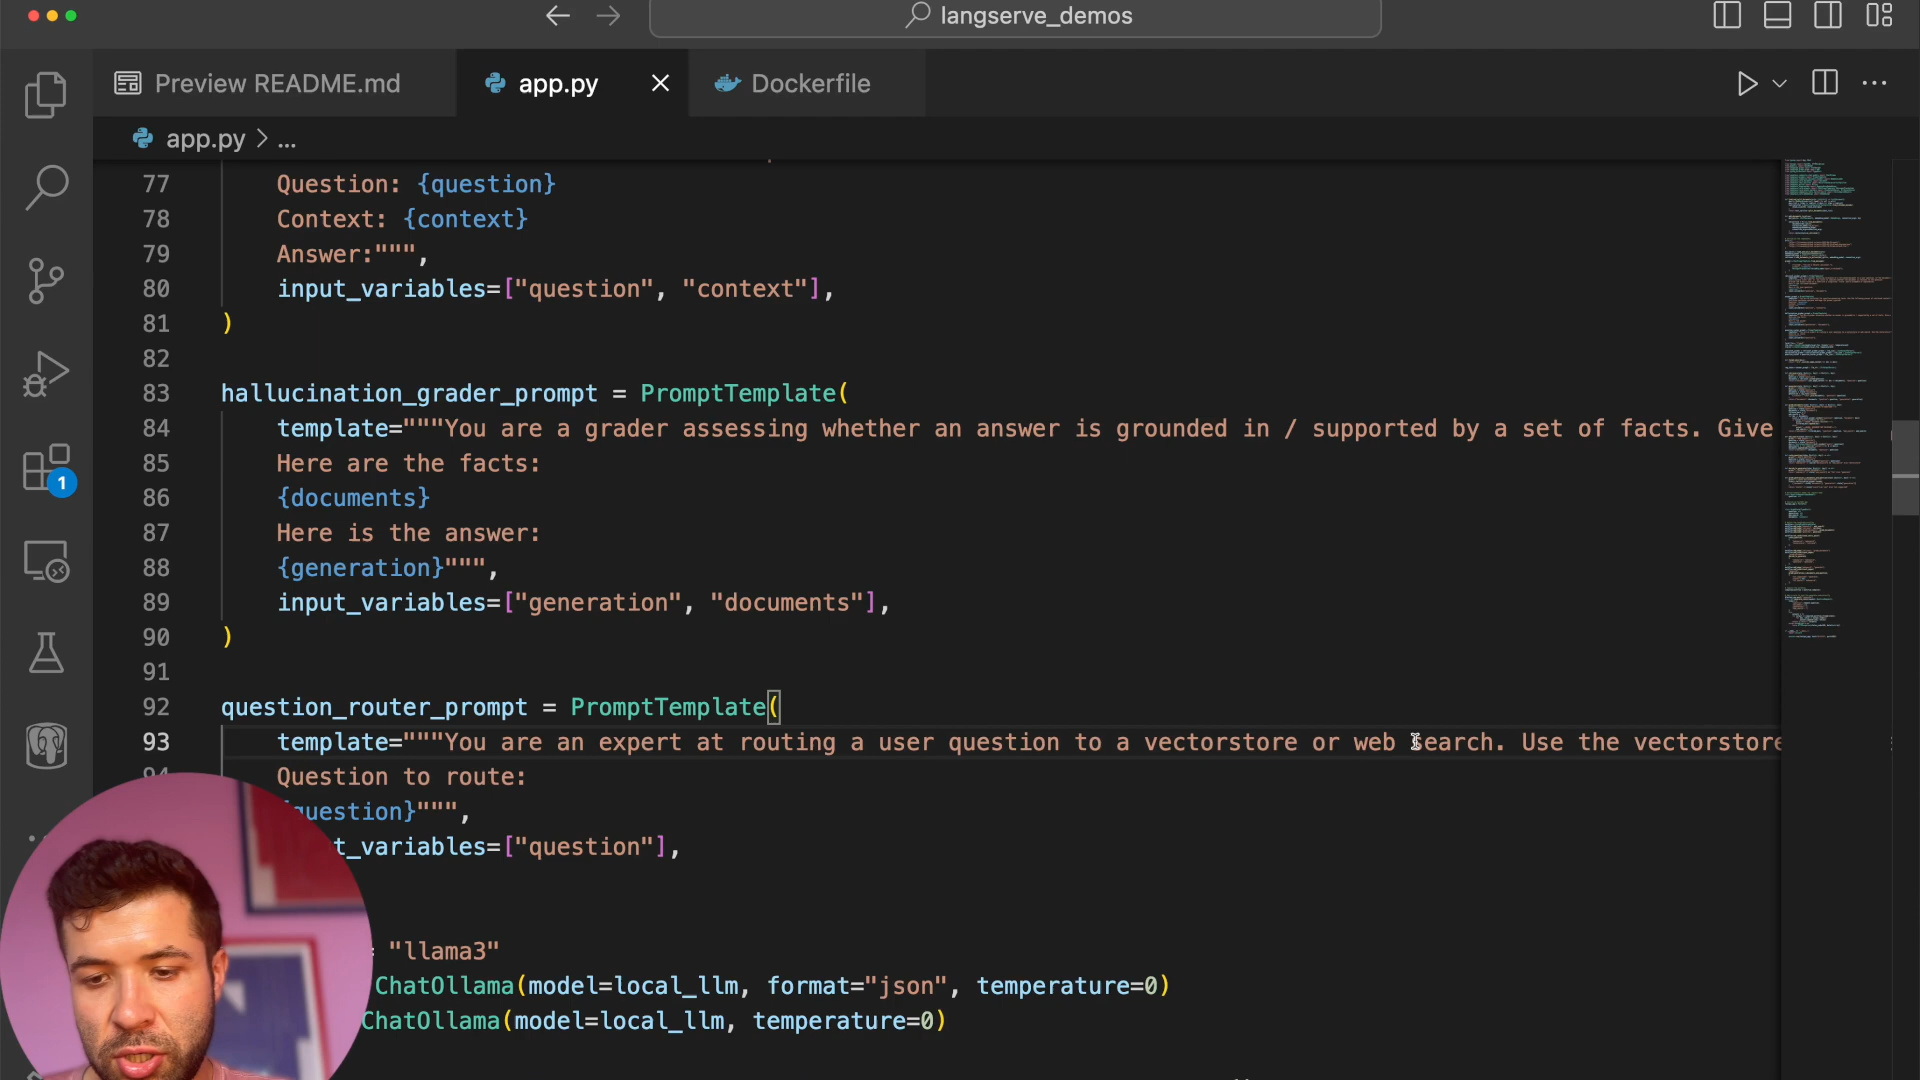 langserve_demos
Preview README.md
app.py
Dockerfile
app.py > ...
77 Question: {question}
78 Context: {context}
79 Answer:""",
80 input_variables=["question", "context"],
81 )
82
83 hallucination_grader_prompt = PromptTemplate(
84 template="""You are a grader assessing whether an answer is grounded in / supported by a set of facts. Give
85 Here are the facts:
86 {documents}
87 Here is the answer:
88 {generation}""",
89 input_variables=["generation", "documents"],
90 )
91
92 question_router_prompt = PromptTemplate(
93 template="""You are an expert at routing a user question to a vectorstore or web search. Use the vectorstore
94 Question to route:
question}""",
t_variables=["question"],
1
= "llama3"
ChatOllama(model=local_llm, format="json", temperature=0)
ChatOllama(model=local_llm, temperature=0)